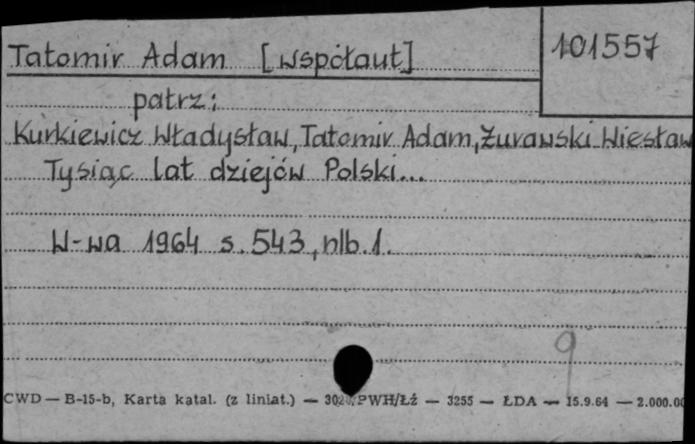 Tatomir Adam [współaut]
101557
patrz:
Kurkiewicz Władysław, Tatomir Adam, Żurawski Wiesław
Tysiąc lat dziejów Polski...
W-wa 1964 s. 543, nlb. 1.
9
CWD — B-15-b, Karta katal. (z liniat.) — PWH/Łź — 3255 — ŁDA — 15.9.64 — 2.000.00